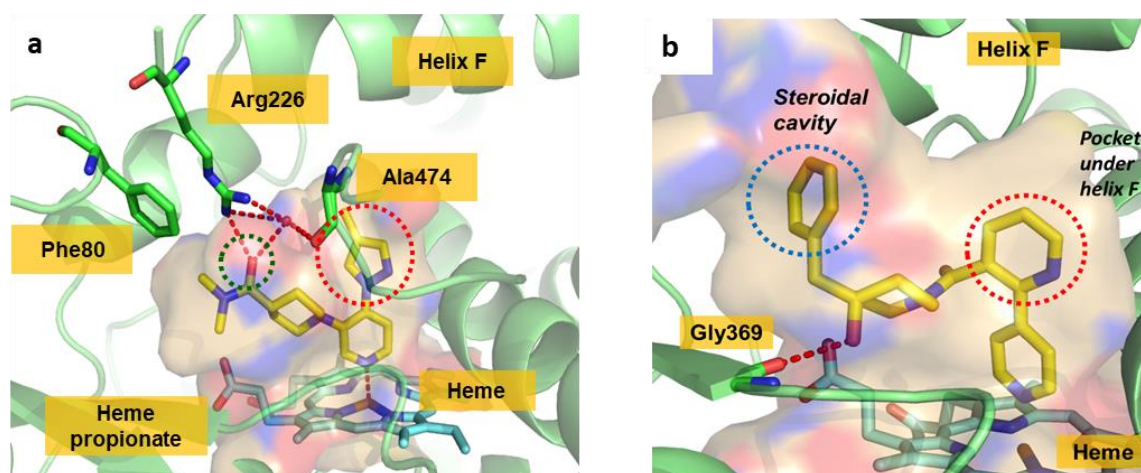 a
Helix F
Arg226
Ala474
Phe80
Heme
propionate
Heme
b
Helix F
Steroidal
cavity
Pocket
under
helix F
Gly369
Heme